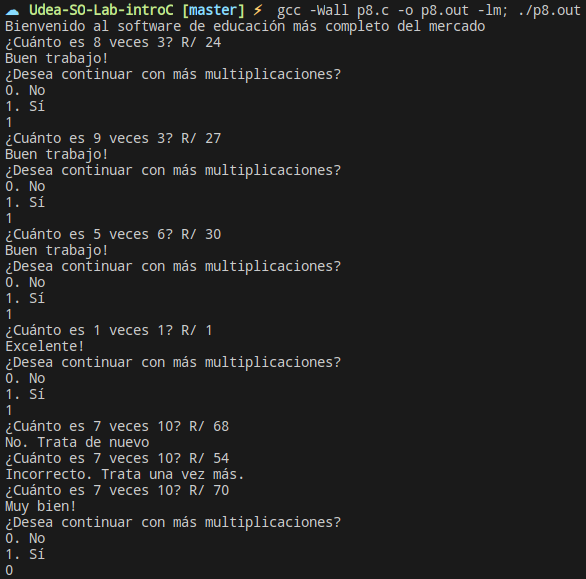 ☁ Udea-SO-Lab-introC [master] ⚡ gcc -Wall p8.c -o p8.out -lm; ./p8.out
Bienvenido al software de educación más completo del mercado
¿Cuánto es 8 veces 3? R/ 24
Buen trabajo!
¿Desea continuar con más multiplicaciones?
0. No
1. Sí
1
¿Cuánto es 9 veces 3? R/ 27
Buen trabajo!
¿Desea continuar con más multiplicaciones?
0. No
1. Sí
1
¿Cuánto es 5 veces 6? R/ 30
Buen trabajo!
¿Desea continuar con más multiplicaciones?
0. No
1. Sí
1
¿Cuánto es 1 veces 1? R/ 1
Excelente!
¿Desea continuar con más multiplicaciones?
0. No
1. Sí
1
¿Cuánto es 7 veces 10? R/ 68
No. Trata de nuevo
¿Cuánto es 7 veces 10? R/ 54
Incorrecto. Trata una vez más.
¿Cuánto es 7 veces 10? R/ 70
Muy bien!
¿Desea continuar con más multiplicaciones?
0. No
1. Sí
0